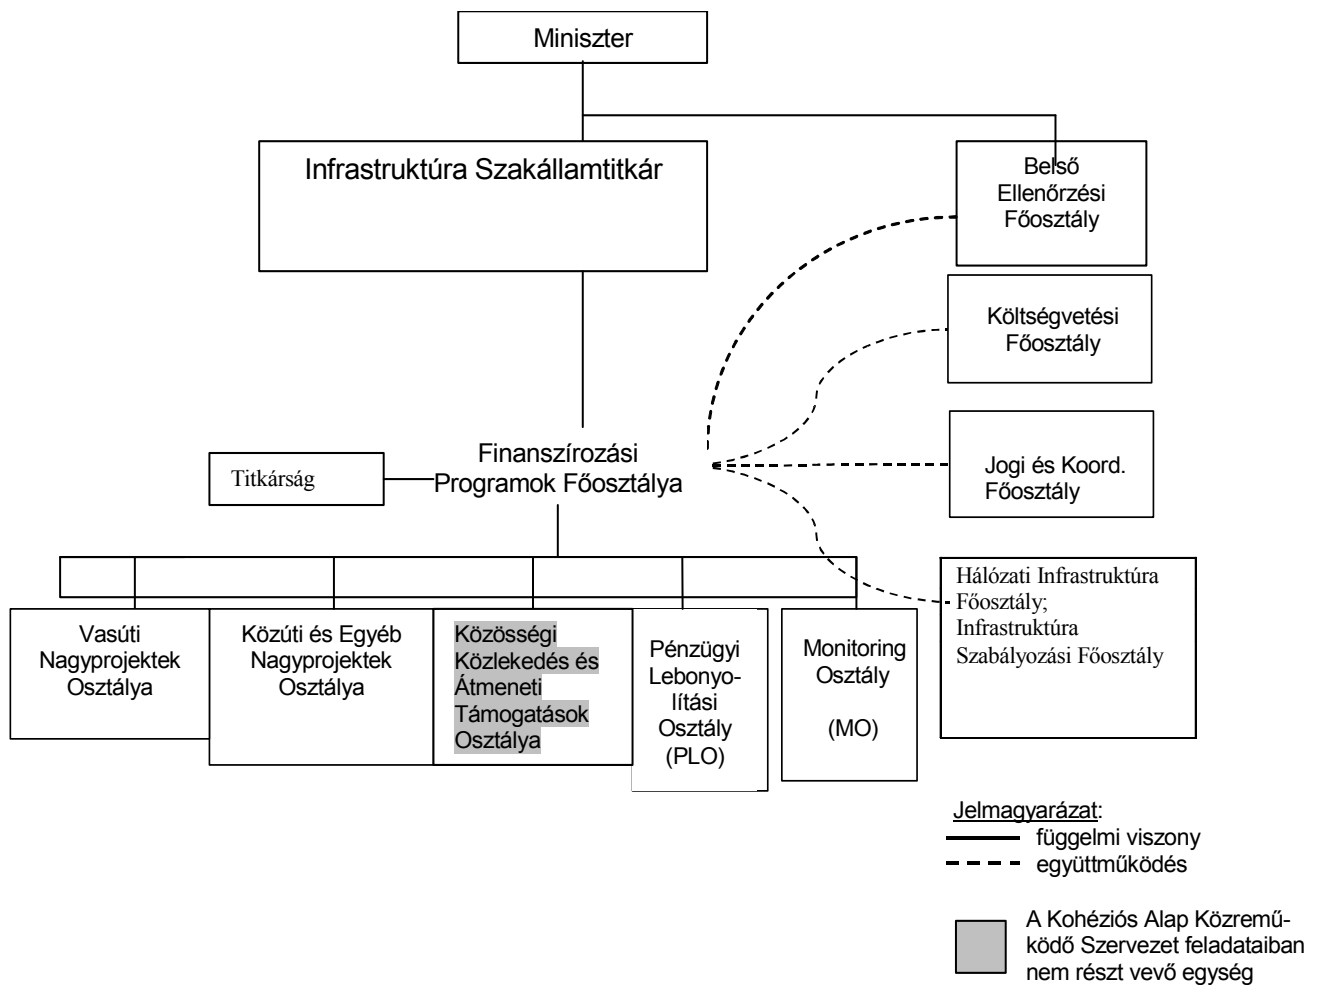 Miniszter
Infrastruktúra Szakállamtitkár
Belső
Ellenőrzési
Főosztály
Költségvetési
Főosztály
Finanszírozási
Programok Főosztálya
Titkárság
Jogi és Koord.
Főosztály
Hálózati Infrastruktúra
Főosztály;
Infrastruktúra
Szabályozási Főosztály
Vasúti
Nagyprojektek
Osztálya
Közúti és Egyéb
Nagyprojektek
Osztálya
Közösségi
Közlekedés és
Átmeneti
Támogatások
Osztálya
Pénzügyi
Lebonyo-
lítási
Osztály
(PLO)
Monitoring
Osztály
(MO)
Jelmagyarázat:
függelmi viszony
együttműködés
A Kohéziós Alap Közremű-
ködő Szervezet feladataiban
nem részt vevő egység